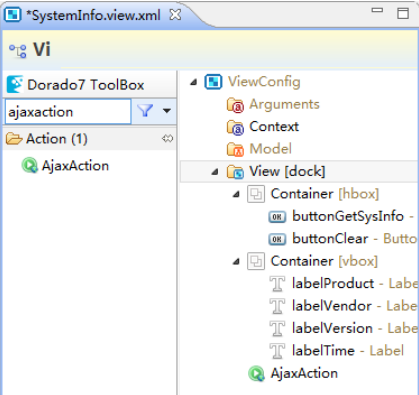 *SystemInfo.view.xml
Vi
Dorado7 ToolBox
ajaxaction
Action (1)
AjaxAction
ViewConfig
Arguments
Context
Model
View [dock]
Container [hbox]
buttonGetSysInfo -
buttonClear - Butto
Container [vbox]
labelProduct - Labe
labelVendor - Labe
labelVersion - Labe
labelTime - Label
AjaxAction